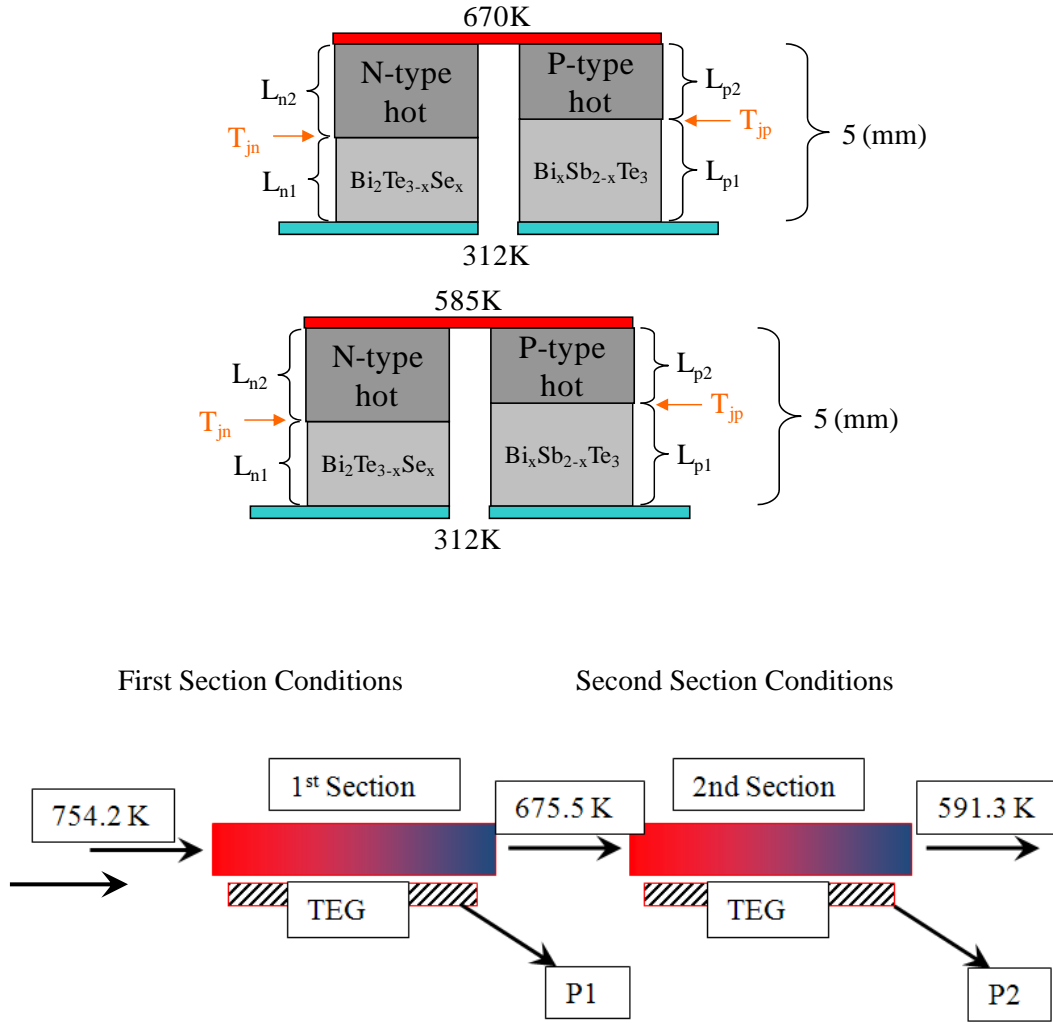 670K
N-type
hot
P-type
hot
Lₙ₂
Lₚ₂
Tⱼₙ
Tⱼₚ
5 (mm)
Lₙ₁
Bi₂Te₃₋ₓSeₓ
BiₓSb₂₋ₓTe₃
Lₚ₁
312K
585K
N-type
hot
P-type
hot
Lₙ₂
Lₚ₂
Tⱼₙ
Tⱼₚ
5 (mm)
Lₙ₁
Bi₂Te₃₋ₓSeₓ
BiₓSb₂₋ₓTe₃
Lₚ₁
312K
First Section Conditions
Second Section Conditions
1ˢᵗ Section
2nd Section
754.2 K
675.5 K
591.3 K
TEG
TEG
P1
P2